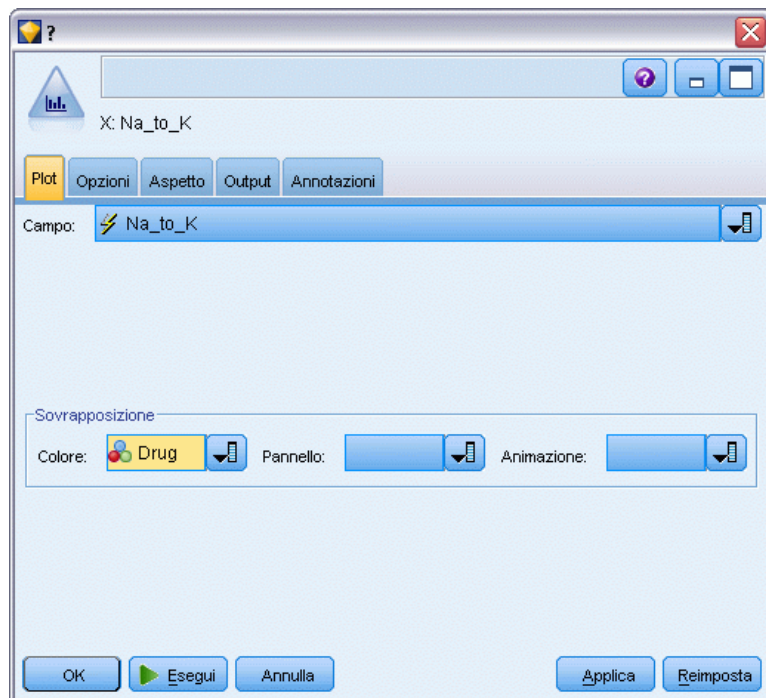 ?
X: Na_to_K
Plot Opzioni Aspetto Output Annotazioni
Campo: Na_to_K
Sovrapposizione
Colore: Drug Pannello: Animazione:
OK Esegui Annulla Applica Reimposta